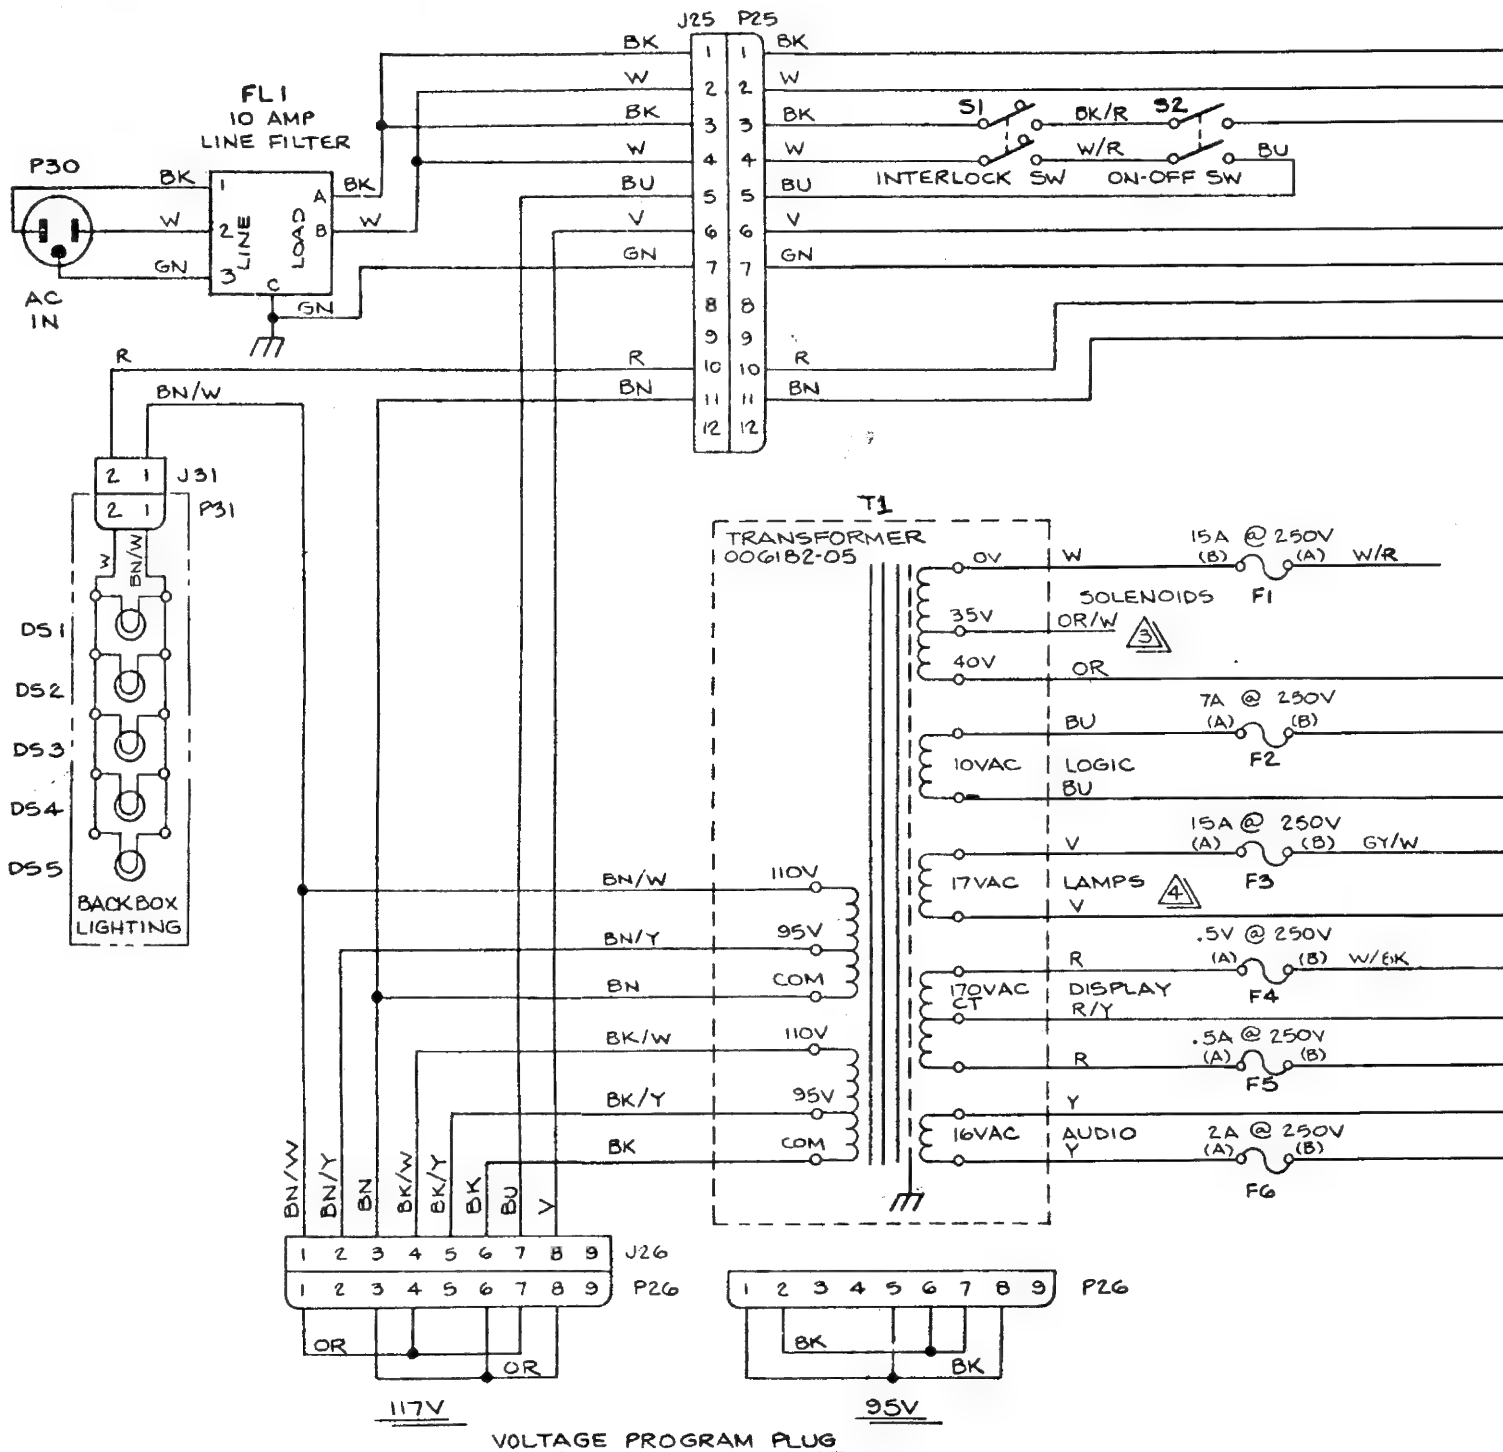 J25 P25
BK 1 1 BK
W 2 2 W
FL1
10 AMP
LINE FILTER
BK 3 3 BK S1 BK/R S2
W 4 4 W W/R BU
INTERLOCK SW ON-OFF SW
P30
BK 1 A BK
BU 5 5 BU
W 2 LINE LOAD B W
V 6 6 V
GN 3 C GN
GN 7 7 GN
AC
IN
8 8
9 9
R R 10 10 R
BN/W BN 11 11 BN
12 12
2 1 J31
2 1 P31
W BN/W
DS1
DS2
DS3
DS4
DS5
BACKBOX
LIGHTING
T1
TRANSFORMER
006182-05
0V W 15A @ 250V
(B) (A) W/R
SOLENOIDS F1
35V OR/W 3
40V OR
7A @ 250V
BU (A) (B)
10VAC LOGIC F2
BU
15A @ 250V
V (A) (B) GY/W
17VAC LAMPS 4 F3
V
.5V @ 250V
R (A) (B) W/BK
170VAC DISPLAY F4
CT R/Y
.5A @ 250V
R (A) (B)
F5
Y
16VAC AUDIO 2A @ 250V
Y (A) (B)
F6
BN/W 110V
BN/Y 95V
BN COM
BK/W 110V
BK/Y 95V
BK COM
BN/W BN/Y BN BK/W BK/Y BK BU V
1 2 3 4 5 6 7 8 9 J26
1 2 3 4 5 6 7 8 9 P26
OR OR
117V
1 2 3 4 5 6 7 8 9 P26
BK BK
95V
VOLTAGE PROGRAM PLUG